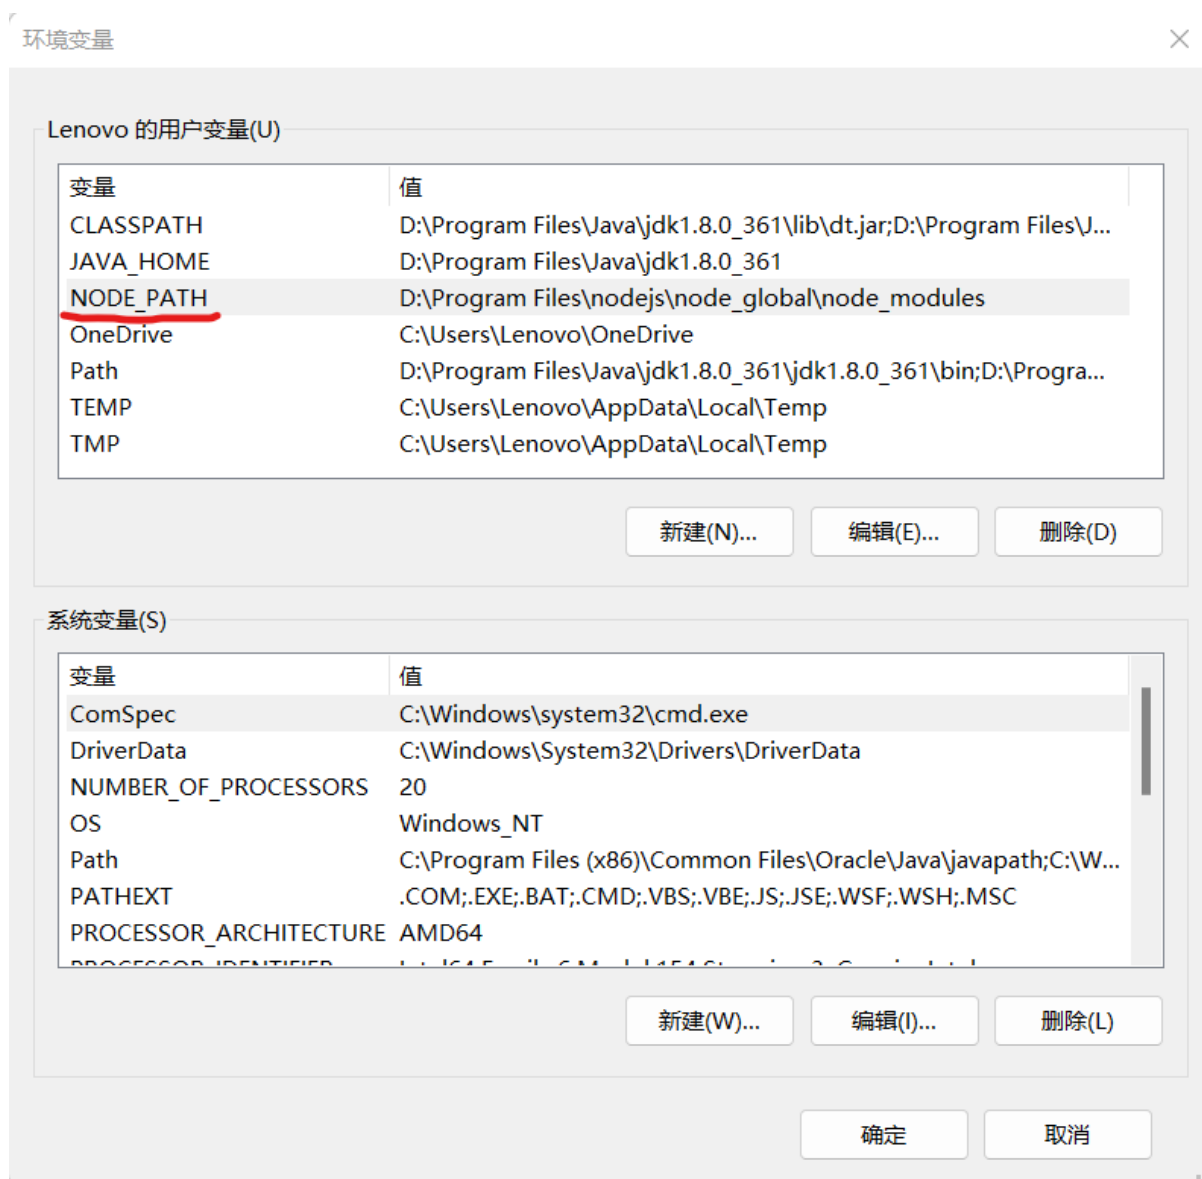 环境变量
Lenovo 的用户变量(U)
变量 值
CLASSPATH D:\Program Files\Java\jdk1.8.0_361\lib\dt.jar;D:\Program Files\J...
JAVA_HOME D:\Program Files\Java\jdk1.8.0_361
NODE_PATH D:\Program Files\nodejs\node_global\node_modules
OneDrive C:\Users\Lenovo\OneDrive
Path D:\Program Files\Java\jdk1.8.0_361\jdk1.8.0_361\bin;D:\Progra...
TEMP C:\Users\Lenovo\AppData\Local\Temp
TMP C:\Users\Lenovo\AppData\Local\Temp
新建(N)... 编辑(E)... 删除(D)
系统变量(S)
变量 值
ComSpec C:\Windows\system32\cmd.exe
DriverData C:\Windows\System32\Drivers\DriverData
NUMBER_OF_PROCESSORS 20
OS Windows_NT
Path C:\Program Files (x86)\Common Files\Oracle\Java\javapath;C:\W...
PATHEXT .COM;.EXE;.BAT;.CMD;.VBS;.VBE;.JS;.JSE;.WSF;.WSH;.MSC
PROCESSOR_ARCHITECTURE AMD64
新建(W)... 编辑(I)... 删除(L)
确定 取消